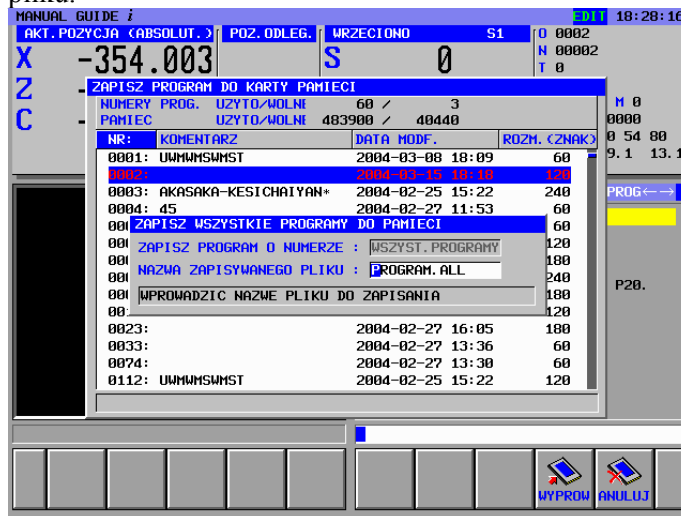 pliku.
MANUAL GUIDE i EDIT 18:28:16
AKT.POZYCJA (ABSOLUT.) POZ.ODLEG. WRZECIONO S1 O 0002
N 00002
T 0
X -354.003 S 0
Z -
C -
M 0
0000
0 54 80
9.1 13.1
PROG←→
P20.
ZAPISZ PROGRAM DO KARTY PAMIECI
NUMERY PROG. UZYTO/WOLNE 60 / 3
PAMIEC UZYTO/WOLNE 483900 / 40440
NR: KOMENTARZ DATA MODF. ROZM.(ZNAK)
0001: UWMWMSWMST 2004-03-08 18:09 60
0002: 2004-03-15 18:18 120
0003: AKASAKA-KESICHAIYAN* 2004-02-25 15:22 240
0004: 45 2004-02-27 11:53 60
60
120
180
240
180
120
ZAPISZ WSZYSTKIE PROGRAMY DO PAMIECI
ZAPISZ PROGRAM O NUMERZE : WSZYST.PROGRAMY
NAZWA ZAPISYWANEGO PLIKU : PROGRAM.ALL
WPROWADZIC NAZWE PLIKU DO ZAPISANIA
0023: 2004-02-27 16:05 180
0033: 2004-02-27 13:36 60
0074: 2004-02-27 13:30 60
0112: UWMWMSWMST 2004-02-25 15:22 120
WYPROW ANULUJ